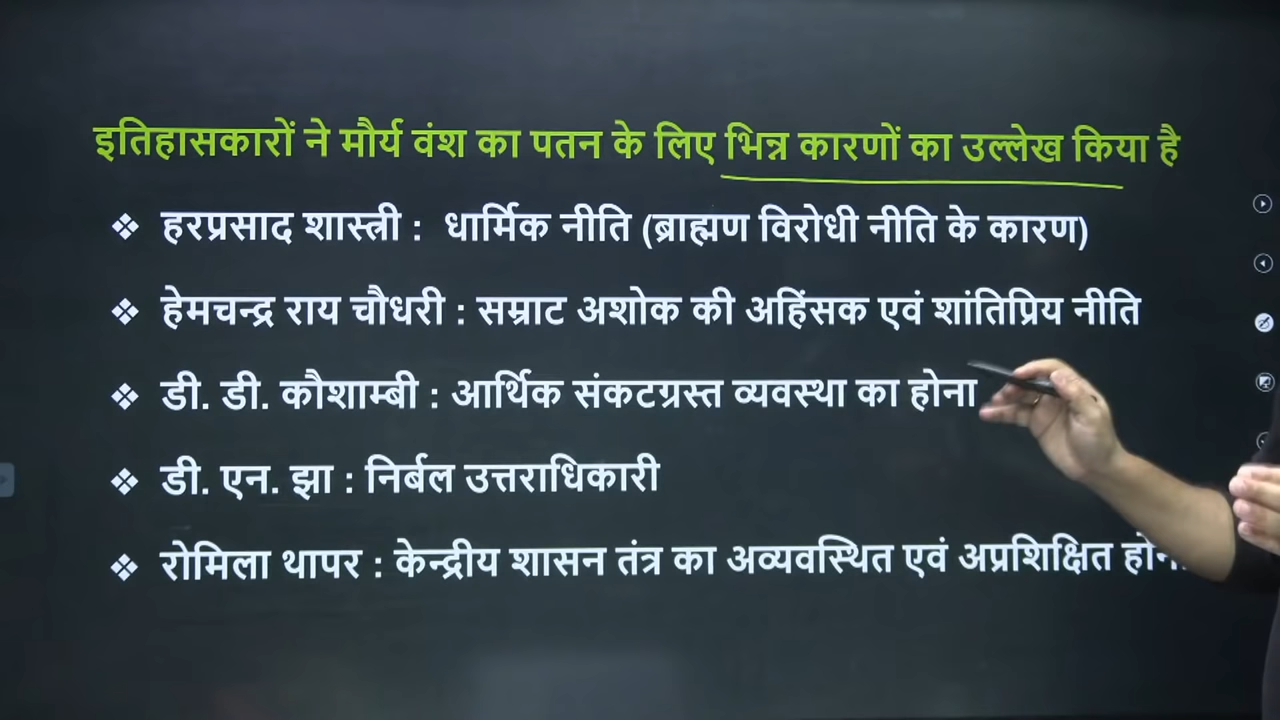 इतिहासकारों ने मौर्य वंश का पतन के लिए भिन्न कारणों का उल्लेख किया है
❖ हरप्रसाद शास्त्री : धार्मिक नीति (ब्राह्मण विरोधी नीति के कारण)
❖ हेमचन्द्र राय चौधरी : सम्राट अशोक की अहिंसक एवं शांतिप्रिय नीति
❖ डी. डी. कौशाम्बी : आर्थिक संकटग्रस्त व्यवस्था का होना
❖ डी. एन. झा : निर्बल उत्तराधिकारी
❖ रोमिला थापर : केन्द्रीय शासन तंत्र का अव्यवस्थित एवं अप्रशिक्षित